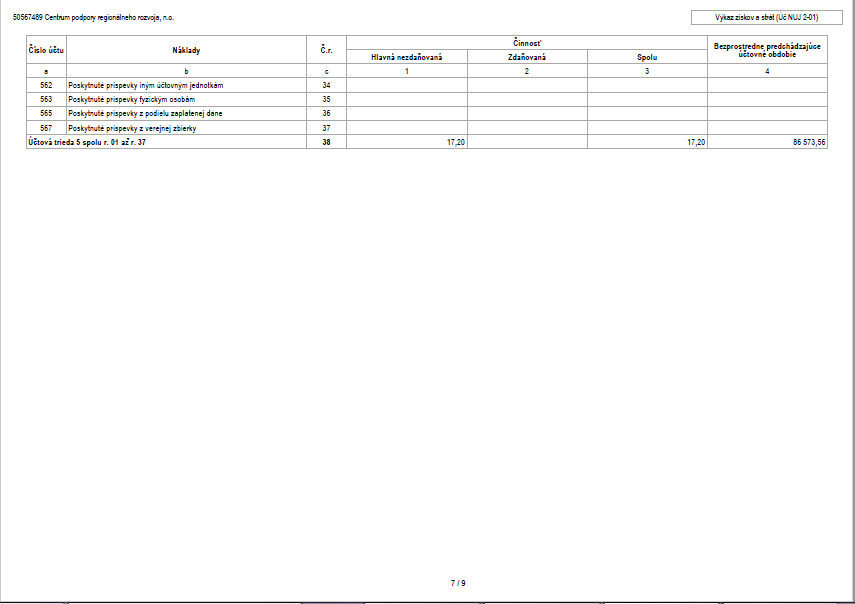 50567489 Centrum podpory regionálneho rozvoja, n.o. Výkaz ziskov a strát (Úč NUJ 2-01)
Číslo účtu Náklady Č.r. Činnosť Bezprostredne predchádzajúce účtovné obdobie
Hlavná nezdaňovaná Zdaňovaná Spolu
a b c 1 2 3 4
562 Poskytnuté príspevky iným účtovným jednotkám 34
563 Poskytnuté príspevky fyzickým osobám 35
565 Poskytnuté príspevky z podielu zaplatenej dane 36
567 Poskytnuté príspevky z verejnej zbierky 37
Účtová trieda 5 spolu r. 01 až r. 37 38 17,20 17,20 86 573,56
7 / 9